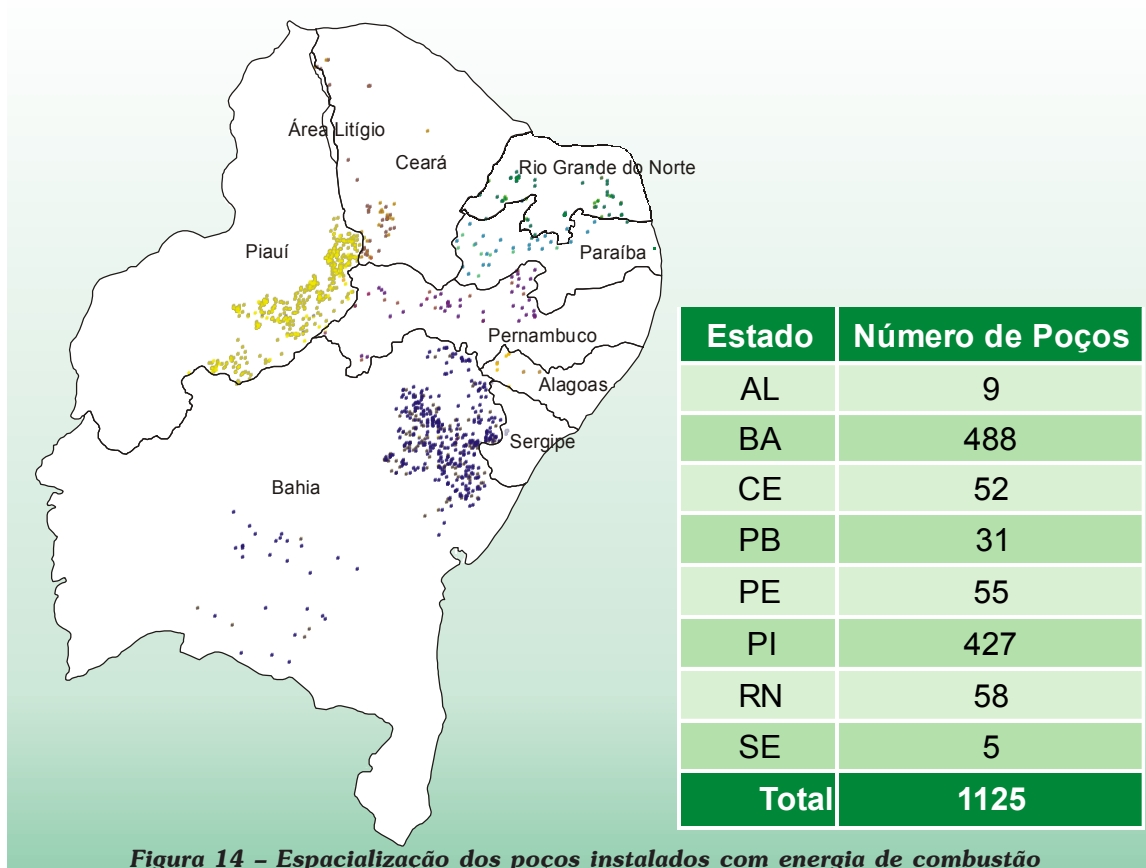 Área Litígio
Ceará
Rio Grande do Norte
Piauí
Paraíba
Pernambuco
Alagoas
Sergipe
Bahia
Estado Número de Poços
AL 9
BA 488
CE 52
PB 31
PE 55
PI 427
RN 58
SE 5
Total 1125
Figura 14 – Espacialização dos poços instalados com energia de combustão